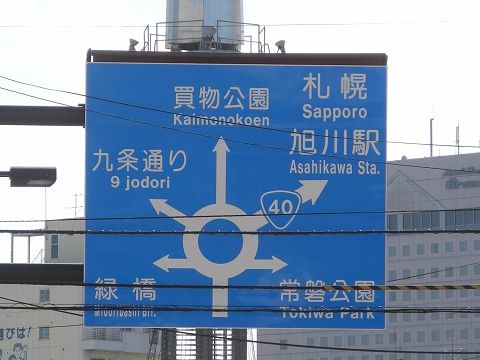 買物公園
Kaimonokoen
札幌
Sapporo
旭川駅
Asahikawa Sta.
九条通り
9 jodori
40
緑橋
Midoribashi Br.
常磐公園
Tokiwa Park